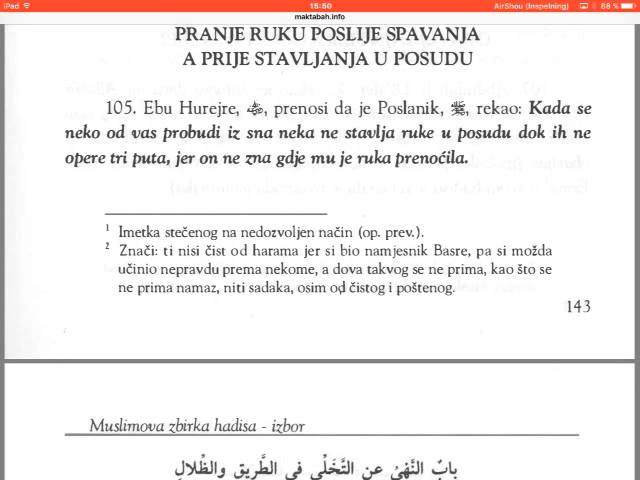 iPad 15:50 AirShou (Inspelning) 88 %
maktabah.info
PRANJE RUKU POSLIJE SPAVANJA
A PRIJE STAVLJANJA U POSUDU
105. Ebu Hurejre, ؓ, prenosi da je Poslanik, ﷺ, rekao: Kada se
neko od vas probudi iz sna neka ne stavlja ruke u posudu dok ih ne
opere tri puta, jer on ne zna gdje mu je ruka prenoćila.
1 Imetka stečenog na nedozvoljen način (op. prev.).
2 Znači: ti nisi čist od harama jer si bio namjesnik Basre, pa si možda
učinio nepravdu prema nekome, a dova takvog se ne prima, kao što se
ne prima namaz, niti sadaka, osim od čistog i poštenog.
143
Muslimova zbirka hadisa - izbor
بابُ النَّهْيُ عن التَّخَلِّي في الطَّرِيقِ والظِّلالِ